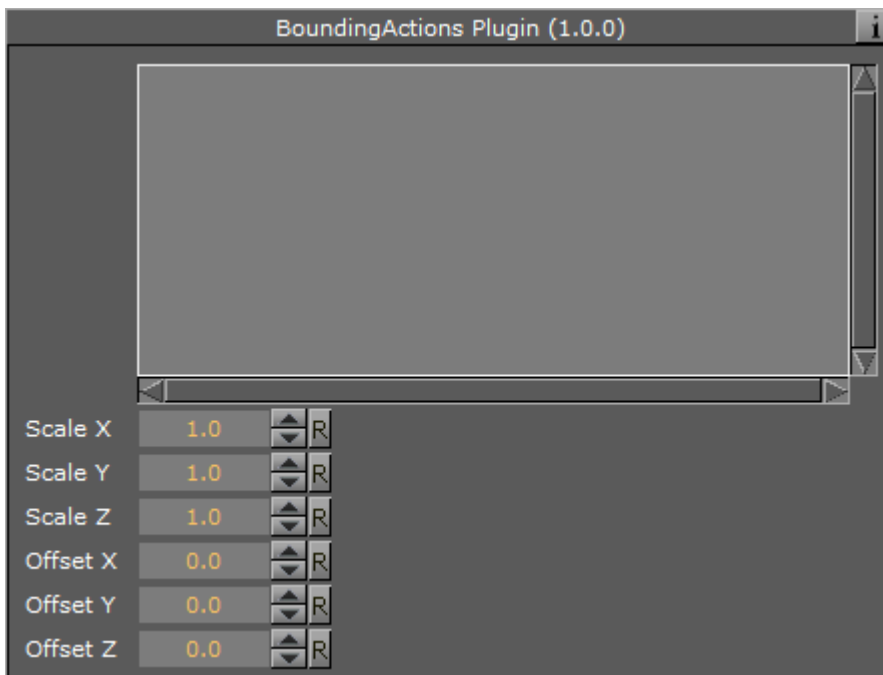 BoundingActions Plugin (1.0.0) i
Scale X 1.0 R
Scale Y 1.0 R
Scale Z 1.0 R
Offset X 0.0 R
Offset Y 0.0 R
Offset Z 0.0 R